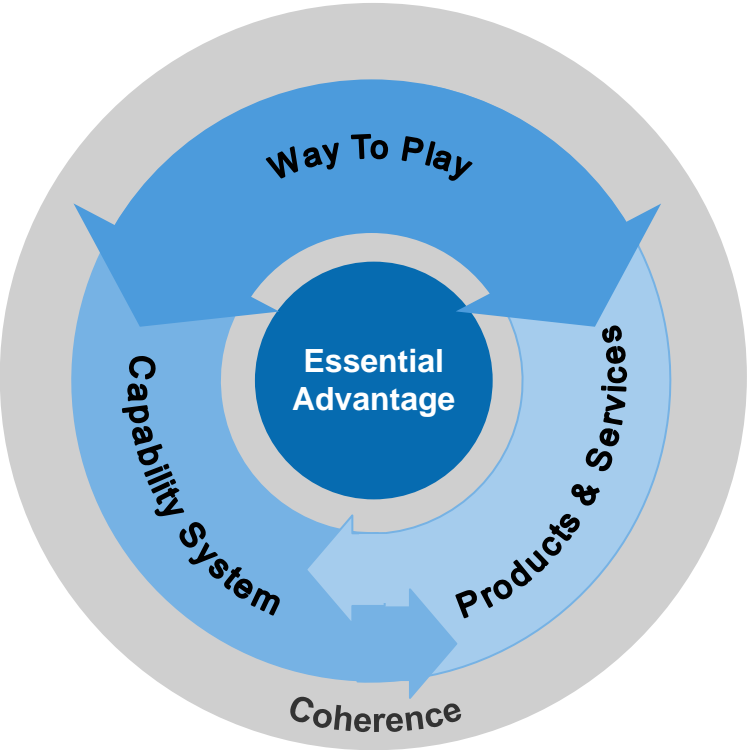 Way To Play
Essential
Advantage
Capability System
Products & Services
Coherence